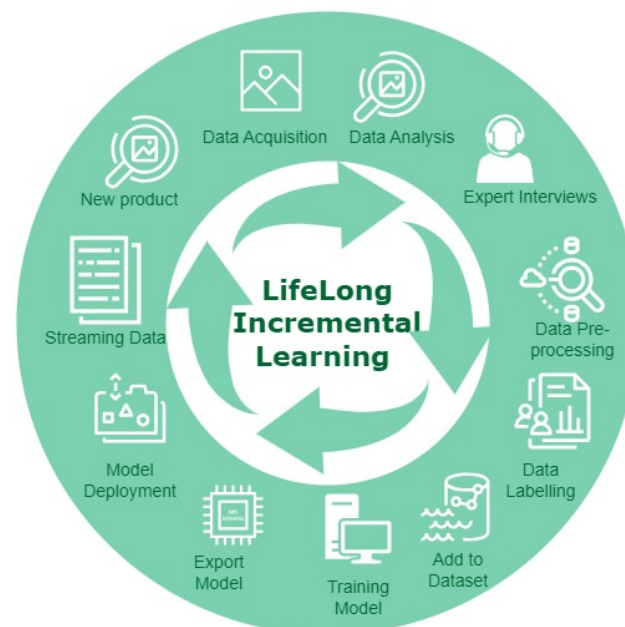 Data Acquisition
Data Analysis
Expert Interviews
Data Pre-
processing
Data
Labelling
Add to
Dataset
Training
Model
Export
Model
Model
Deployment
Streaming Data
New product
LifeLong
Incremental
Learning